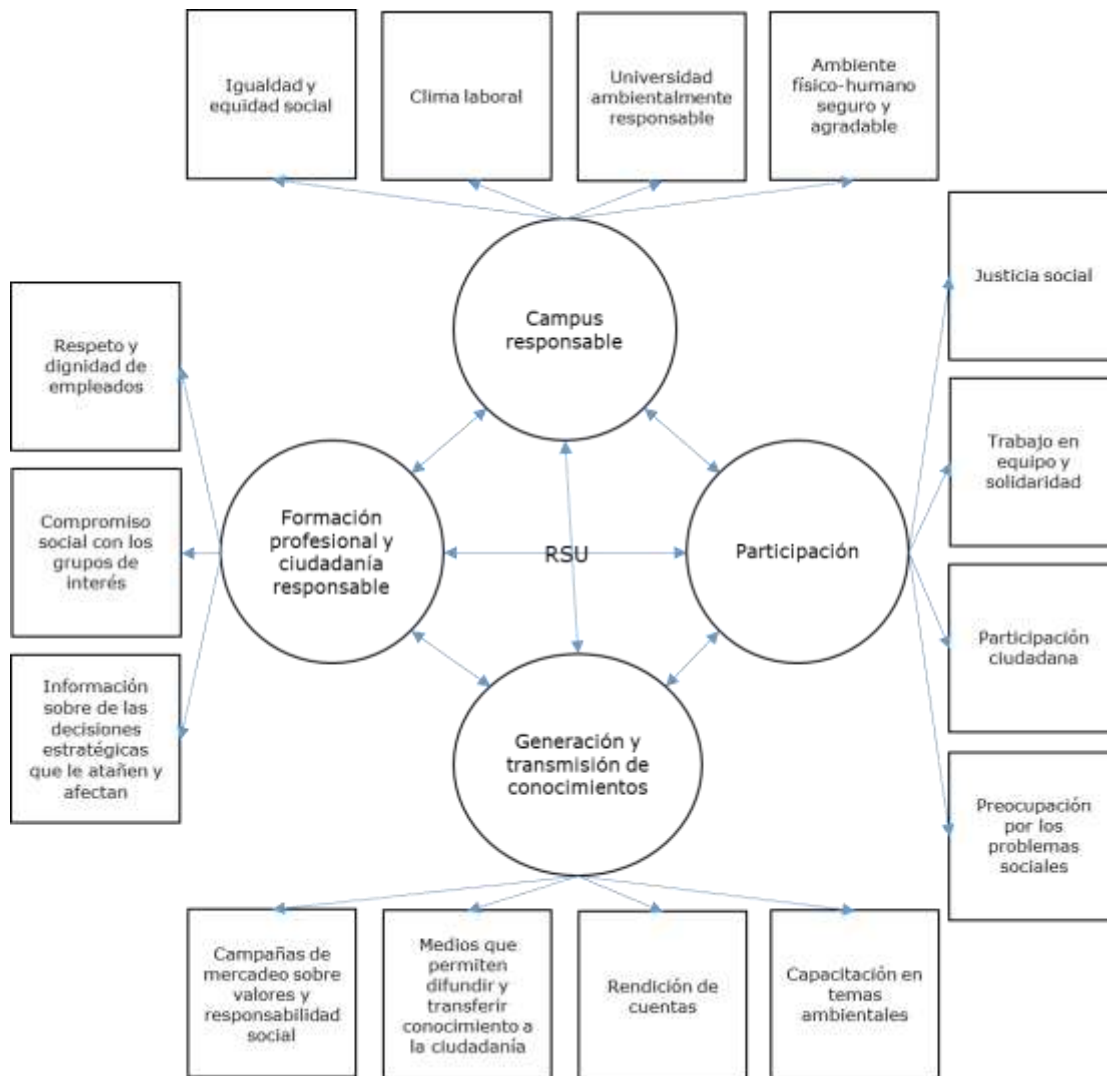 Igualdad y
equidad social
Clima laboral
Universidad
ambientalmente
responsable
Ambiente
físico-humano
seguro y
agradable
Campus
responsable
Justicia social
Respeto y
dignidad de
empleados
Trabajo en
equipo y
solidaridad
Compromiso
social con los
grupos de
interés
Formación
profesional y
ciudadanía
responsable
RSU
Participación
Participación
ciudadana
Información
sobre de las
decisiones
estratégicas
que le atañen y
afectan
Generación y
transmisión de
conocimientos
Preocupación
por los
problemas
sociales
Campañas de
mercadeo sobre
valores y
responsabilidad
social
Medios que
permiten
difundir y
transferir
conocimiento a
la ciudadanía
Rendición de
cuentas
Capacitación en
temas
ambientales